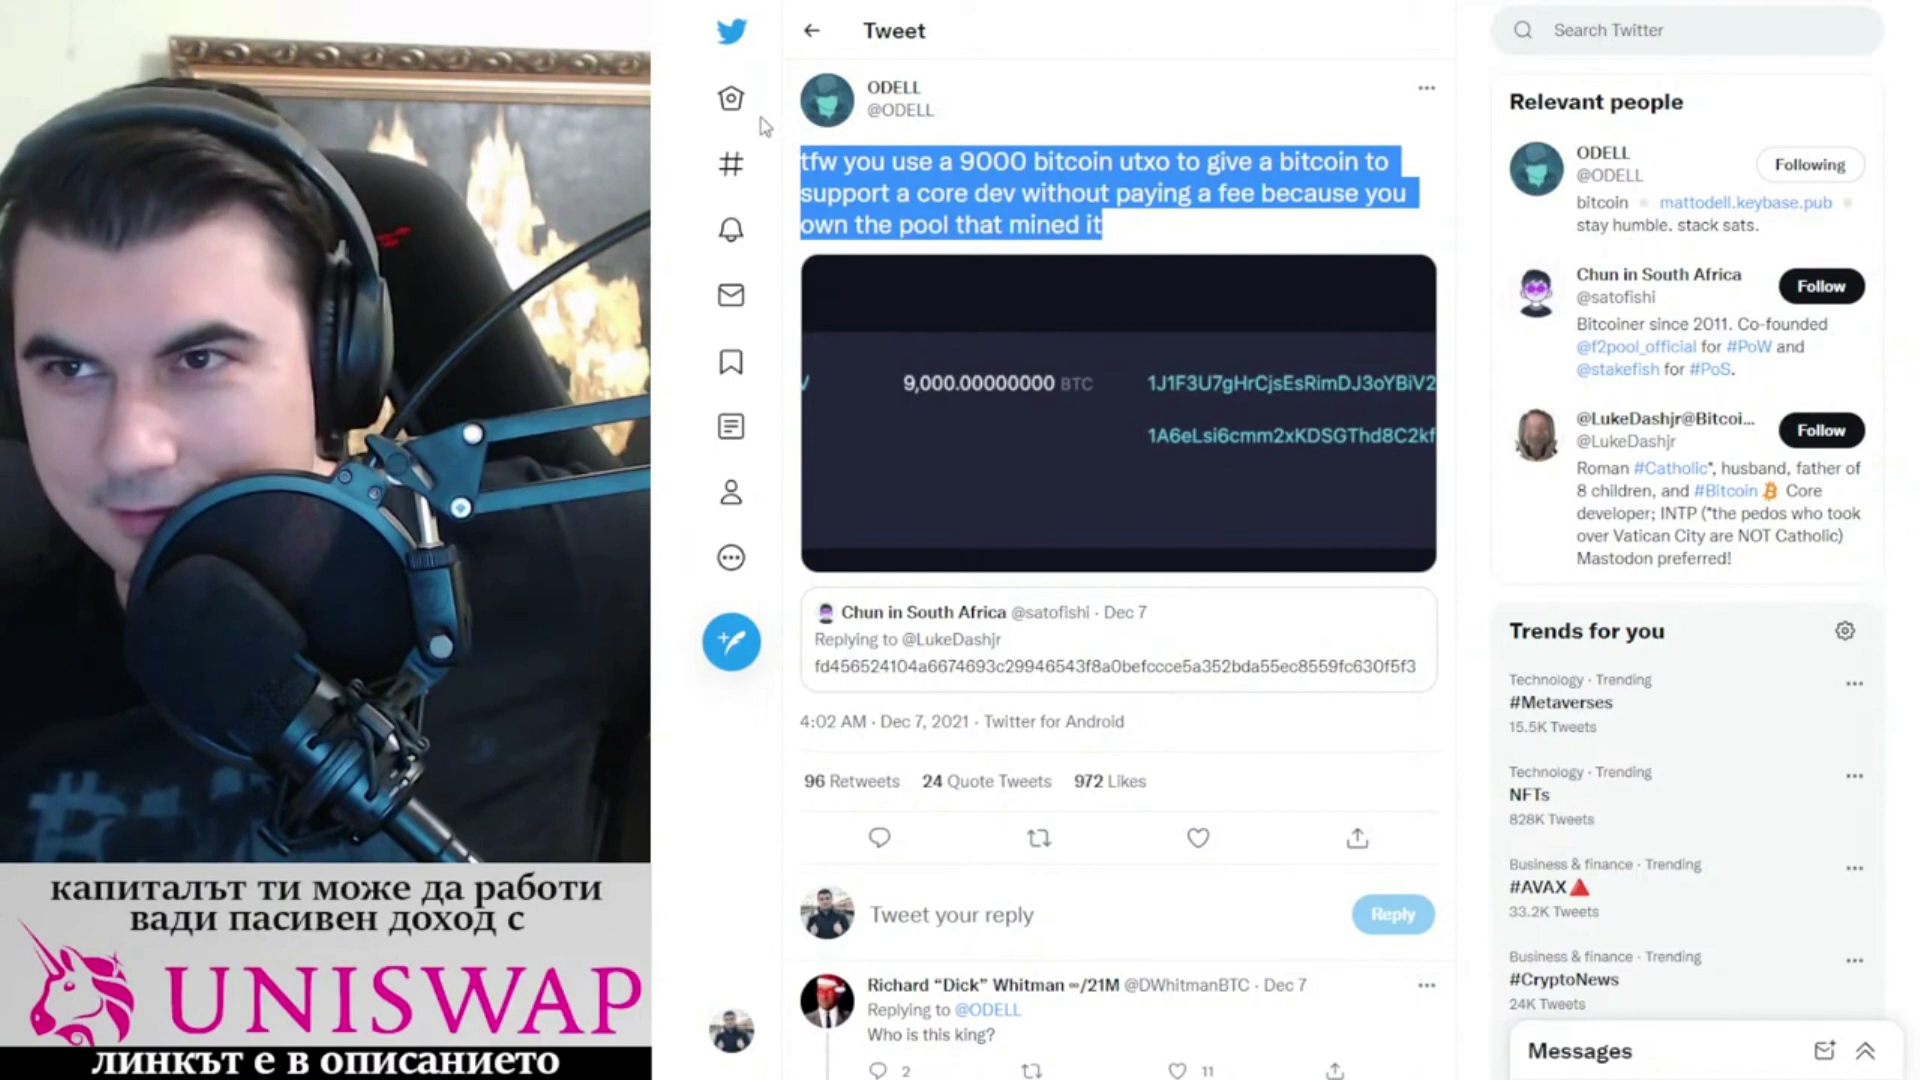 Tweet
Search Twitter
ODELL
@ODELL
tfw you use a 9000 bitcoin utxo to give a bitcoin to
support a core dev without paying a fee because you
own the pool that mined it
9,000.00000000 BTC
1J1F3U7gHrCjsEsRimDJ3oYBiV2
1A6eLsi6cmm2xKDSGThd8C2kf
Chun in South Africa @satofishi · Dec 7
Replying to @LukeDashjr
fd456524104a6674693c29946543f8a0befccce5a352bda55ec8559fc630f5f3
4:02 AM · Dec 7, 2021 · Twitter for Android
96 Retweets 24 Quote Tweets 972 Likes
Tweet your reply
Reply
Richard “Dick” Whitman ∞/21M @DWhitmanBTC · Dec 7
Replying to @ODELL
Who is this king?
2
11
Relevant people
ODELL
@ODELL
Following
bitcoin mattodell.keybase.pub
stay humble. stack sats.
Chun in South Africa
@satofishi
Follow
Bitcoiner since 2011. Co-founded
@f2pool_official for #PoW and
@stakefish for #PoS.
@LukeDashjr@Bitcoi...
@LukeDashjr
Follow
Roman #Catholic*, husband, father of
8 children, and #Bitcoin Core
developer; INTP (*the pedos who took
over Vatican City are NOT Catholic)
Mastodon preferred!
Trends for you
Technology · Trending
#Metaverses
15.5K Tweets
Technology · Trending
NFTs
828K Tweets
Business & finance · Trending
#AVAX
33.2K Tweets
Business & finance · Trending
#CryptoNews
24K Tweets
Messages
капиталът ти може да работи
вади пасивен доход с
UNISWAP
линкът е в описанието